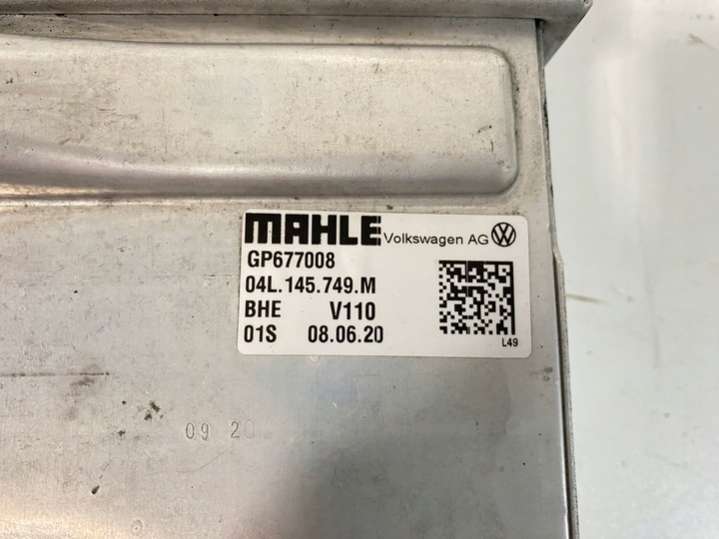 MAHLE Volkswagen AG
GP677008
04L.145.749.M
BHE V110
01S 08.06.20
L49
09 20